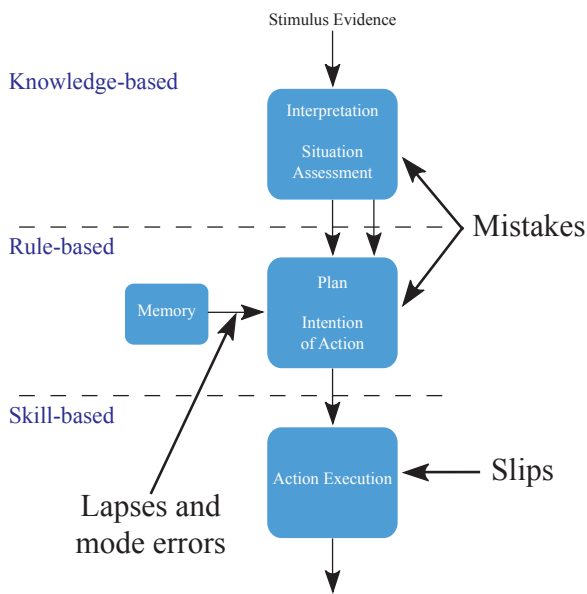 Stimulus Evidence
Knowledge-based
Interpretation
Situation
Assessment
Mistakes
Rule-based
Plan
Memory
Intention
of Action
Skill-based
Action Execution
Slips
Lapses and
mode errors